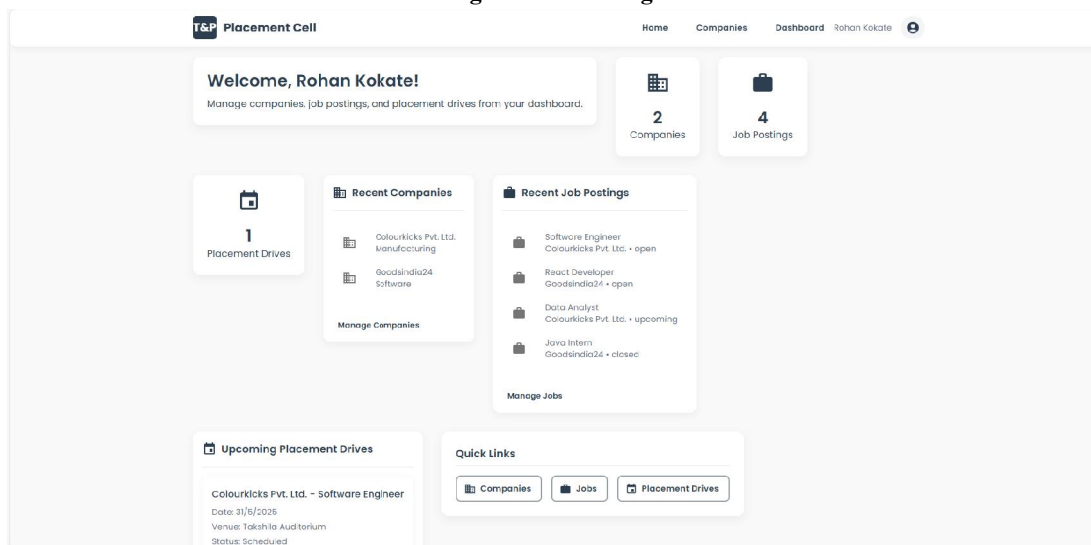 T&P Placement Cell
Home Companies Dashboard Rohan Kokate
Welcome, Rohan Kokate!
Manage companies, job postings, and placement drives from your dashboard.
2
Companies
4
Job Postings
1
Placement Drives
Recent Companies
Colourkicks Pvt. Ltd.
Manufacturing
Goodsindia24
Software
Manage Companies
Recent Job Postings
Software Engineer
Colourkicks Pvt. Ltd. • open
React Developer
Goodsindia24 • open
Data Analyst
Colourkicks Pvt. Ltd. • upcoming
Java Intern
Goodsindia24 • closed
Manage Jobs
Upcoming Placement Drives
Colourkicks Pvt. Ltd. - Software Engineer
Date: 31/5/2025
Venue: Takshila Auditorium
Status: Scheduled
Quick Links
Companies Jobs Placement Drives